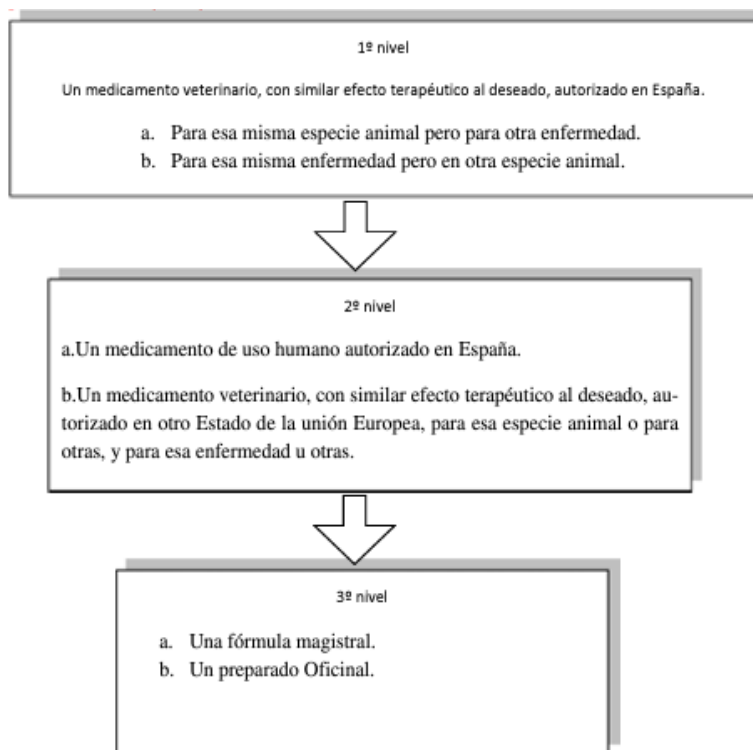 1º nivel
Un medicamento veterinario, con similar efecto terapéutico al deseado, autorizado en España.
a. Para esa misma especie animal pero para otra enfermedad.
b. Para esa misma enfermedad pero en otra especie animal.
2º nivel
a.Un medicamento de uso humano autorizado en España.
b.Un medicamento veterinario, con similar efecto terapéutico al deseado, au-
torizado en otro Estado de la unión Europea, para esa especie animal o para
otras, y para esa enfermedad u otras.
3º nivel
a. Una fórmula magistral.
b. Un preparado Oficinal.